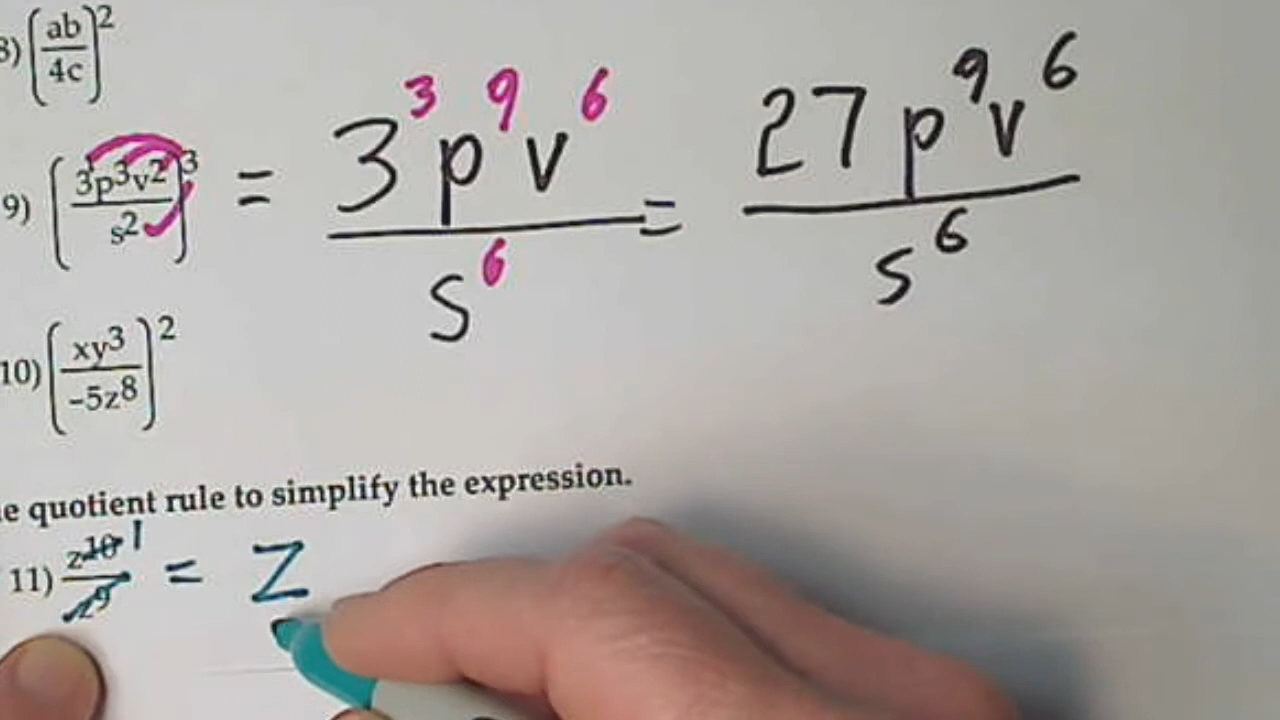 8) (ab/4c)²
9) (3p³v²/s²)³ = 3³p⁹v⁶/s⁶ = 27p⁹v⁶/s⁶
10) (xy³/-5z⁸)²
e quotient rule to simplify the expression.
11) z¹⁰ ¹/z⁹ = Z